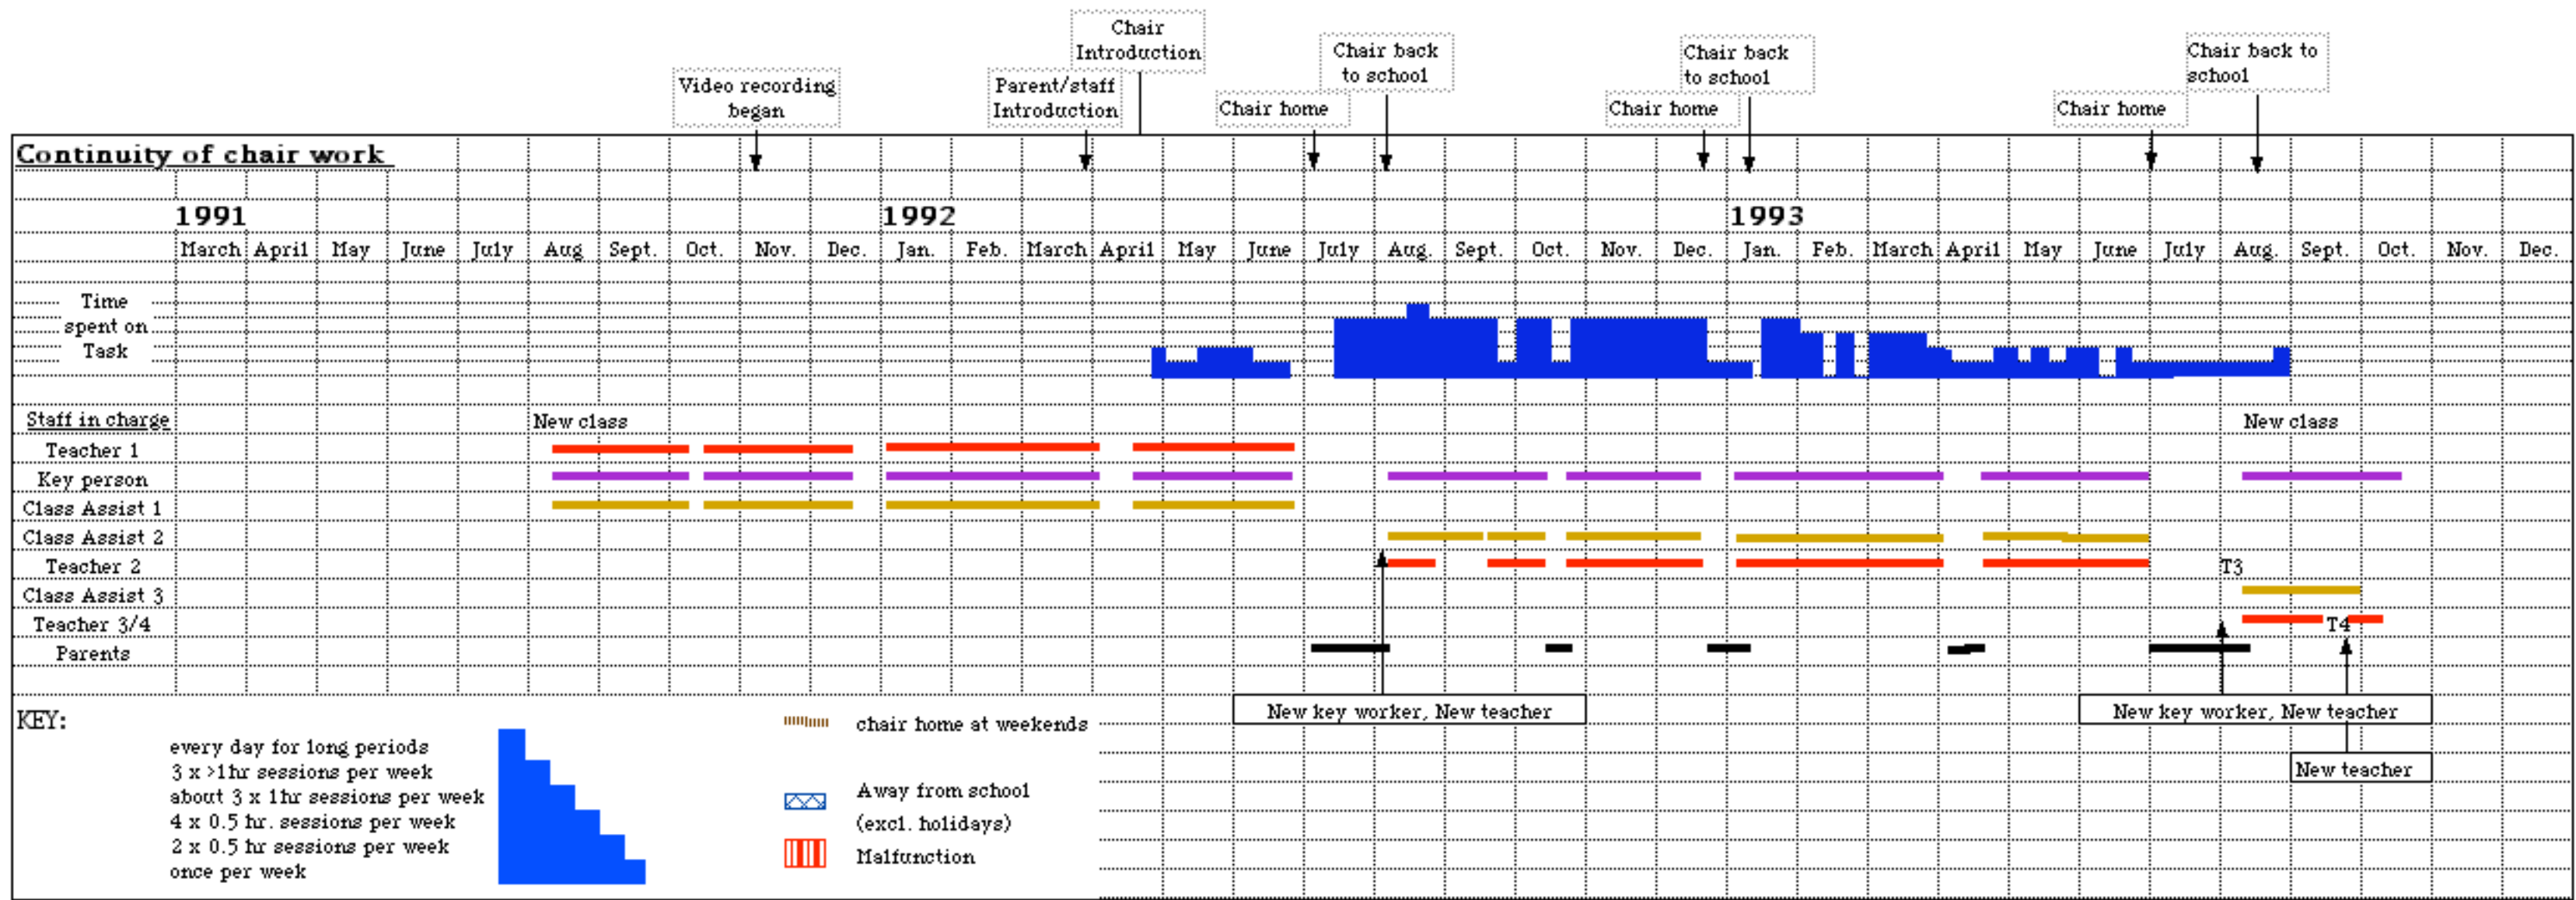 Chair
Introduction
Chair back
to school
Chair back
to school
Chair back to
school
Video recording
began
Parent/staff
Introduction
Chair home
Chair home
Chair home
Continuity of chair work
1991 1992 1993
March April May June July Aug Sept. Oct. Nov. Dec. Jan. Feb. March April May June July Aug. Sept. Oct. Nov. Dec. Jan. Feb. March April May June July Aug. Sept. Oct. Nov. Dec.
Time
spent on
Task
Staff in charge New class New class
Teacher 1
Key person
Class Assist 1
Class Assist 2
Teacher 2 T3
Class Assist 3
Teacher 3/4 T4
Parents
New key worker, New teacher New key worker, New teacher
New teacher
KEY:
every day for long periods
3 x >1hr sessions per week
about 3 x 1hr sessions per week
4 x 0.5 hr. sessions per week
2 x 0.5 hr sessions per week
once per week
chair home at weekends
Away from school
(excl. holidays)
Malfunction